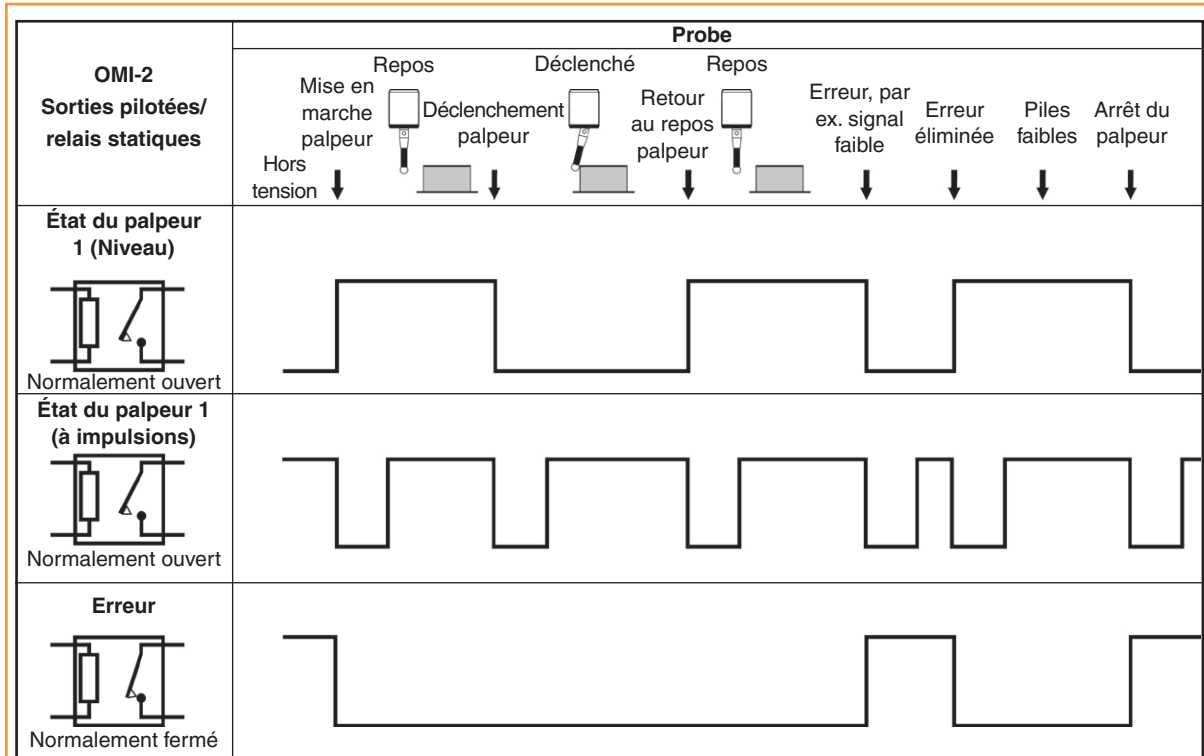 OMI-2
Sorties pilotées/
relais statiques
Probe
Hors
tension
Mise en
marche
palpeur
Repos
Déclenchement
palpeur
Déclenché
Retour
au repos
palpeur
Repos
Erreur, par
ex. signal
faible
Erreur
éliminée
Piles
faibles
Arrêt du
palpeur
État du palpeur
1 (Niveau)
Normalement ouvert
État du palpeur 1
(à impulsions)
Normalement ouvert
Erreur
Normalement fermé